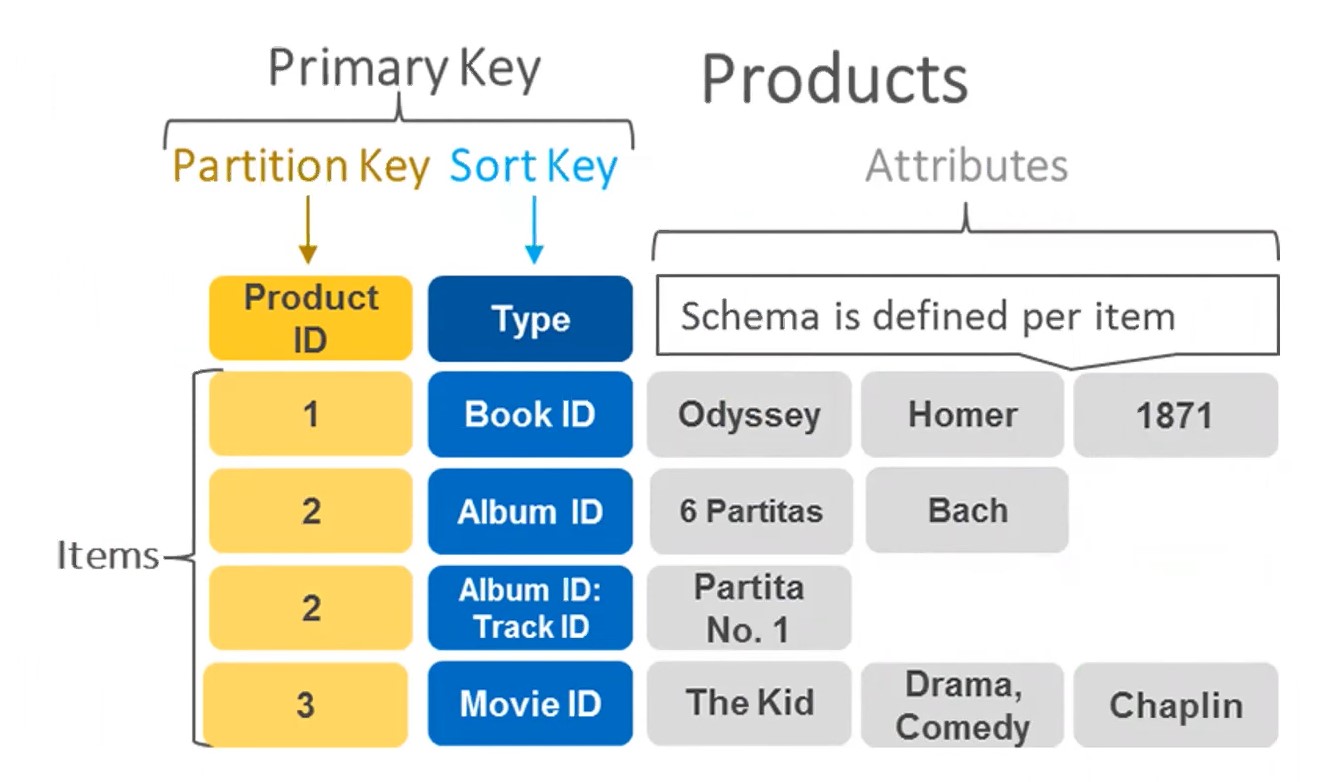 Primary Key
Products
Partition Key
Sort Key
Attributes
Product
ID
Type
Schema is defined per item
1
Book ID
Odyssey
Homer
1871
Items
2
Album ID
6 Partitas
Bach
2
Album ID:
Track ID
Partita
No. 1
3
Movie ID
The Kid
Drama,
Comedy
Chaplin